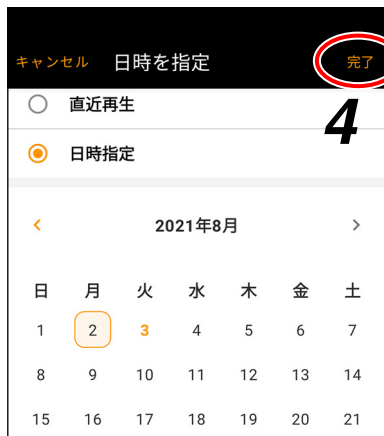 キャンセル 日時を指定 完了
4
直近再生
日時指定
< 2021年8月 >
日 月 火 水 木 金 土
1 2 3 4 5 6 7
8 9 10 11 12 13 14
15 16 17 18 19 20 21